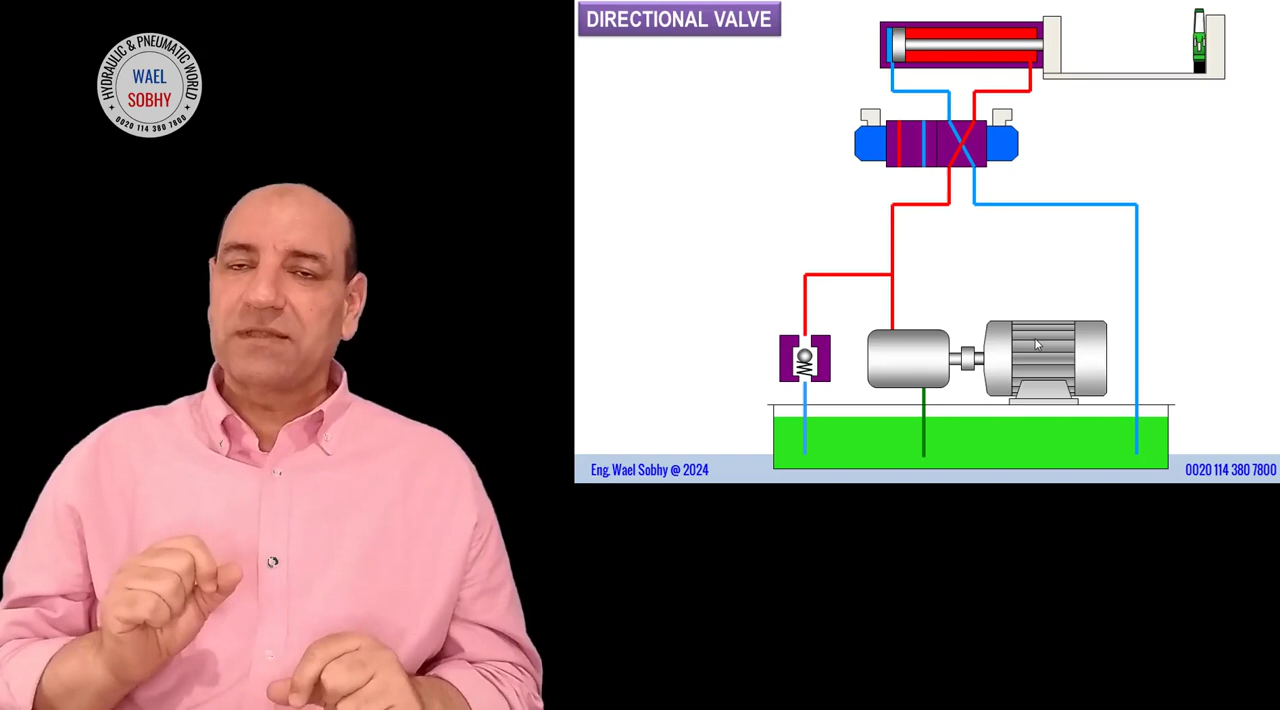 DIRECTIONAL VALVE
HYDRAULIC & PNEUMATIC WORLD
WAEL
SOBHY
0020 114 380 7800
Eng. Wael Sobhy @ 2024
0020 114 380 7800